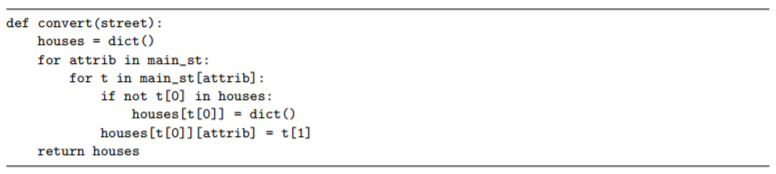 def convert(street):
    houses = dict()
    for attrib in main_st:
        for t in main_st[attrib]:
            if not t[0] in houses:
                houses[t[0]] = dict()
            houses[t[0]][attrib] = t[1]
    return houses